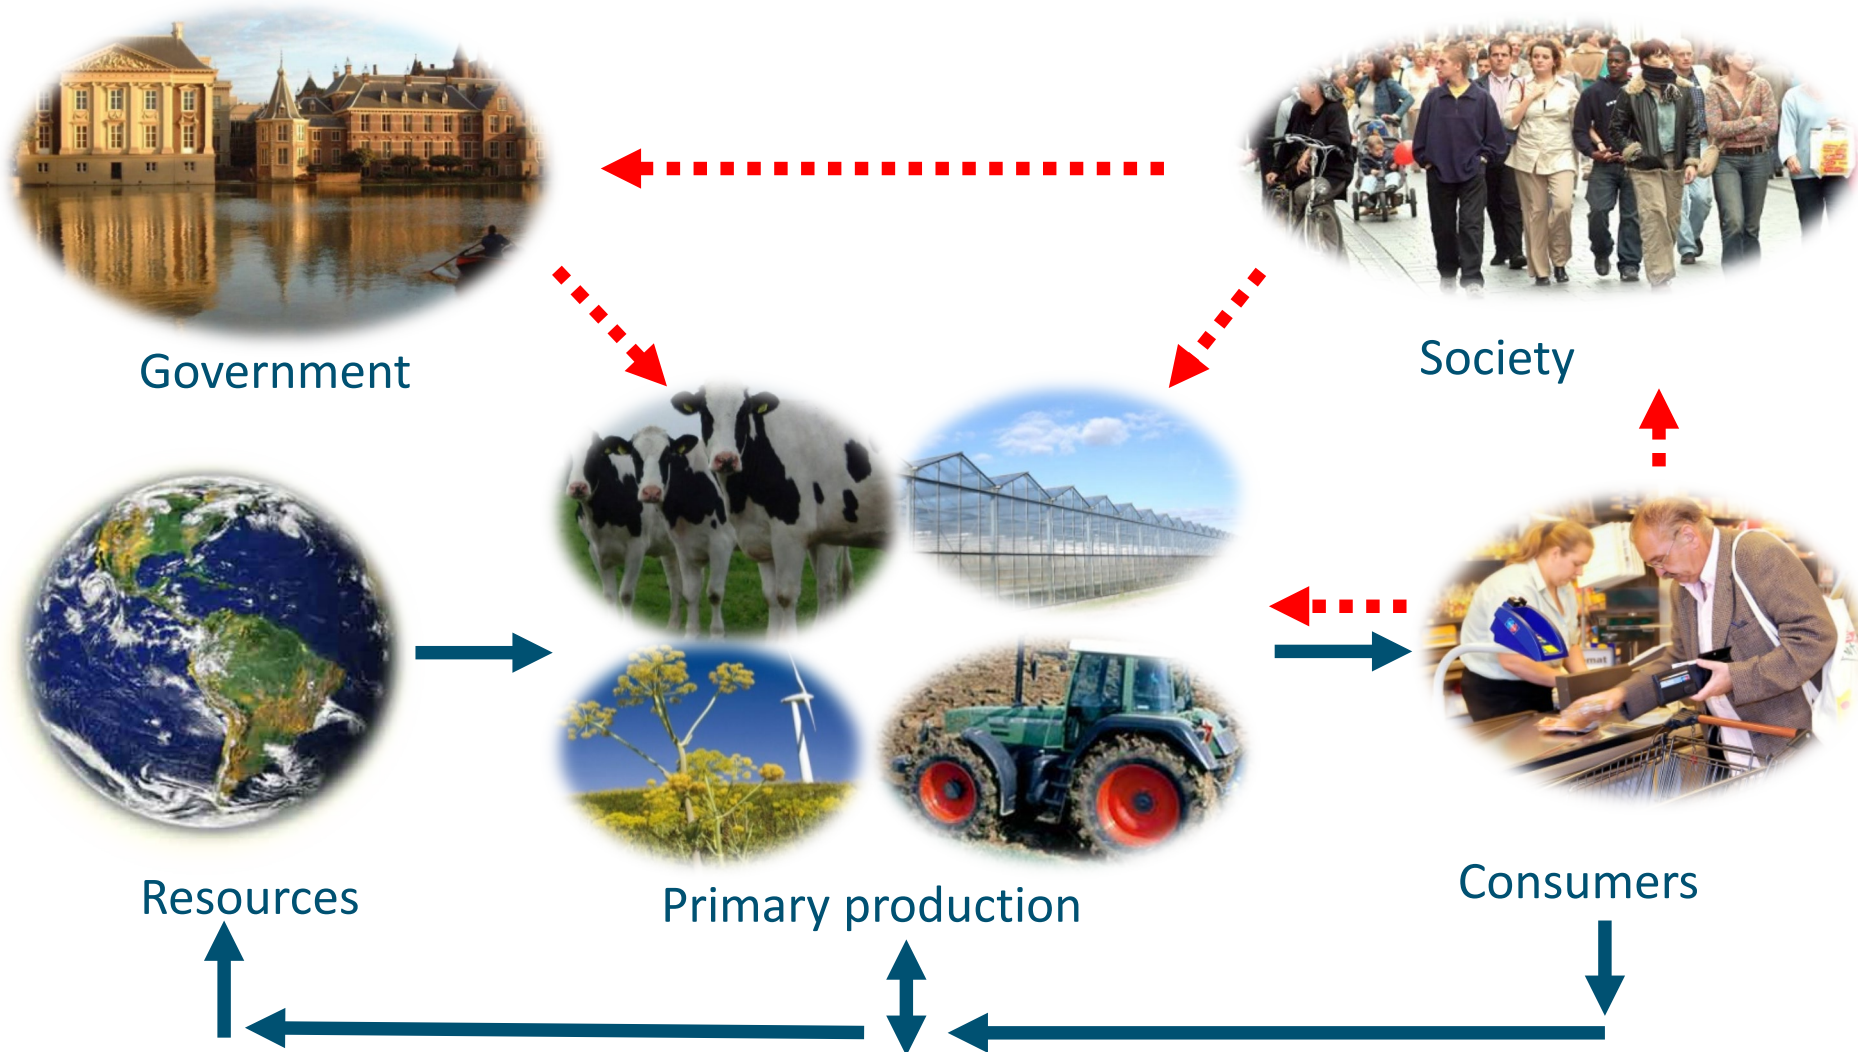 Government
Society
Resources
Primary production
Consumers